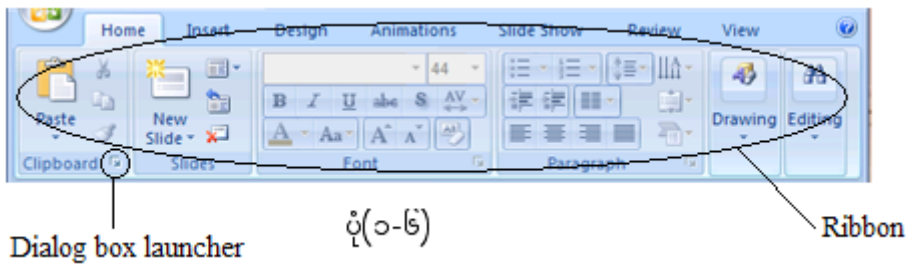 Home Insert Design Animations Slide Show Review View
44
Paste New Slide B I U abe S AV Drawing Editing
A Aa A A
Clipboard Slides Font Paragraph
Dialog box launcher ပုံ(၁-၆) Ribbon